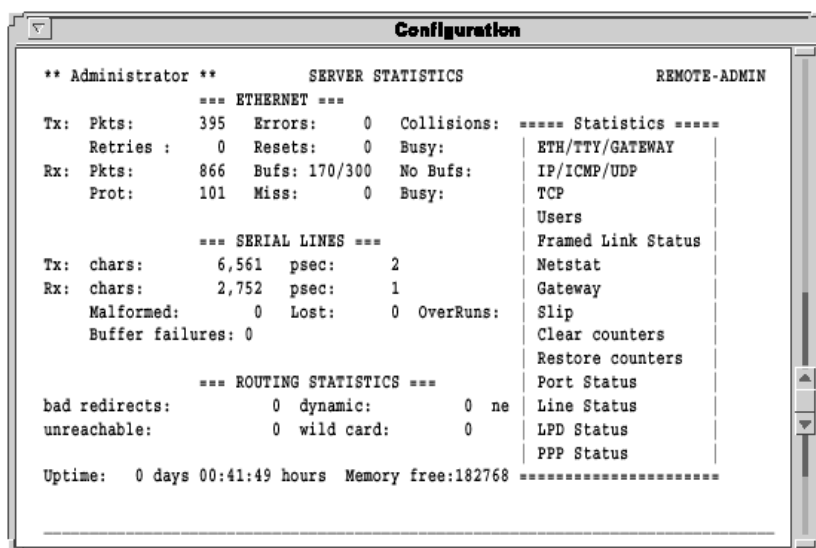 Configuration
** Administrator ** SERVER STATISTICS REMOTE-ADMIN
=== ETHERNET ===
Tx: Pkts: 395 Errors: 0 Collisions: ===== Statistics =====
Retries : 0 Resets: 0 Busy: | ETH/TTY/GATEWAY |
Rx: Pkts: 866 Bufs: 170/300 No Bufs: | IP/ICMP/UDP |
Prot: 101 Miss: 0 Busy: | TCP |
| Users |
=== SERIAL LINES === | Framed Link Status |
Tx: chars: 6,561 psec: 2 | Netstat |
Rx: chars: 2,752 psec: 1 | Gateway |
Malformed: 0 Lost: 0 OverRuns: | Slip |
Buffer failures: 0 | Clear counters |
| Restore counters |
=== ROUTING STATISTICS === | Port Status |
bad redirects: 0 dynamic: 0 ne | Line Status |
unreachable: 0 wild card: 0 | LPD Status |
| PPP Status |
Uptime: 0 days 00:41:49 hours Memory free:182768 ======================